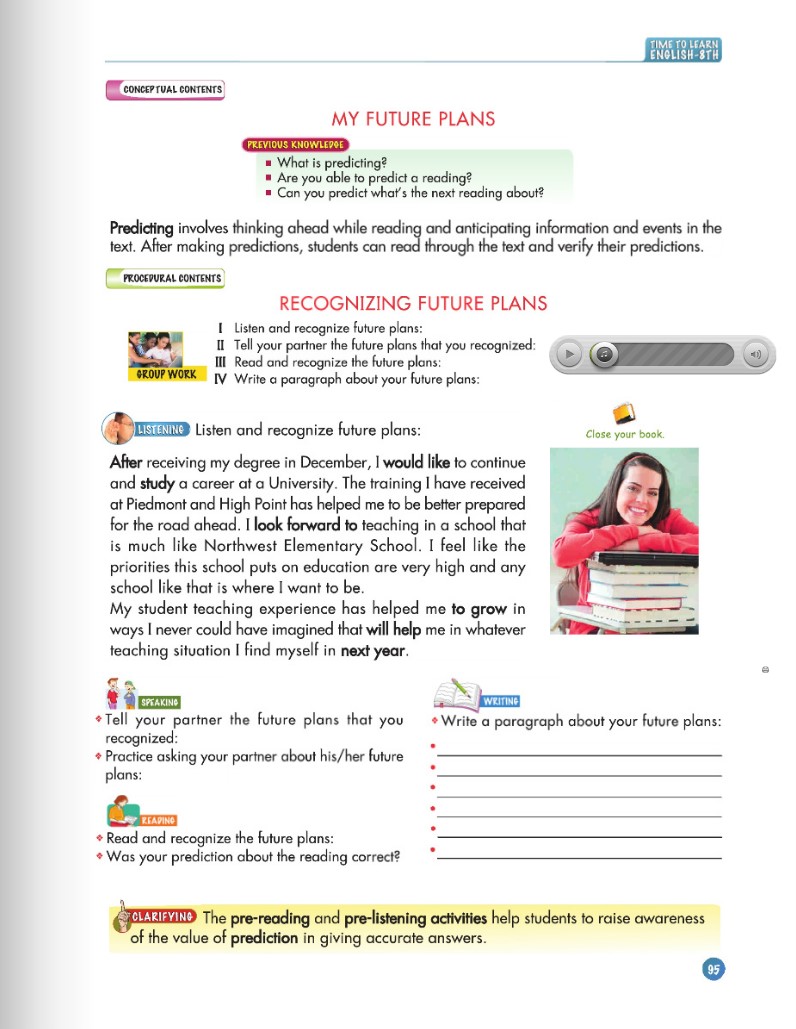 TIME TO LEARN
ENGLISH-8TH
CONCEPTUAL CONTENTS
MY FUTURE PLANS
PREVIOUS KNOWLEDGE
▪ What is predicting?
▪ Are you able to predict a reading?
▪ Can you predict what's the next reading about?
Predicting involves thinking ahead while reading and anticipating information and events in the
text. After making predictions, students can read through the text and verify their predictions.
PROCEDURAL CONTENTS
RECOGNIZING FUTURE PLANS
I Listen and recognize future plans:
II Tell your partner the future plans that you recognized:
III Read and recognize the future plans:
IV Write a paragraph about your future plans:
GROUP WORK
LISTENING Listen and recognize future plans:
Close your book.
After receiving my degree in December, I would like to continue
and study a career at a University. The training I have received
at Piedmont and High Point has helped me to be better prepared
for the road ahead. I look forward to teaching in a school that
is much like Northwest Elementary School. I feel like the
priorities this school puts on education are very high and any
school like that is where I want to be.
My student teaching experience has helped me to grow in
ways I never could have imagined that will help me in whatever
teaching situation I find myself in next year.
SPEAKING
❖ Tell your partner the future plans that you
recognized:
❖ Practice asking your partner about his/her future
plans:
READING
❖ Read and recognize the future plans:
❖ Was your prediction about the reading correct?
WRITING
❖ Write a paragraph about your future plans:
CLARIFYING The pre-reading and pre-listening activities help students to raise awareness
of the value of prediction in giving accurate answers.
95